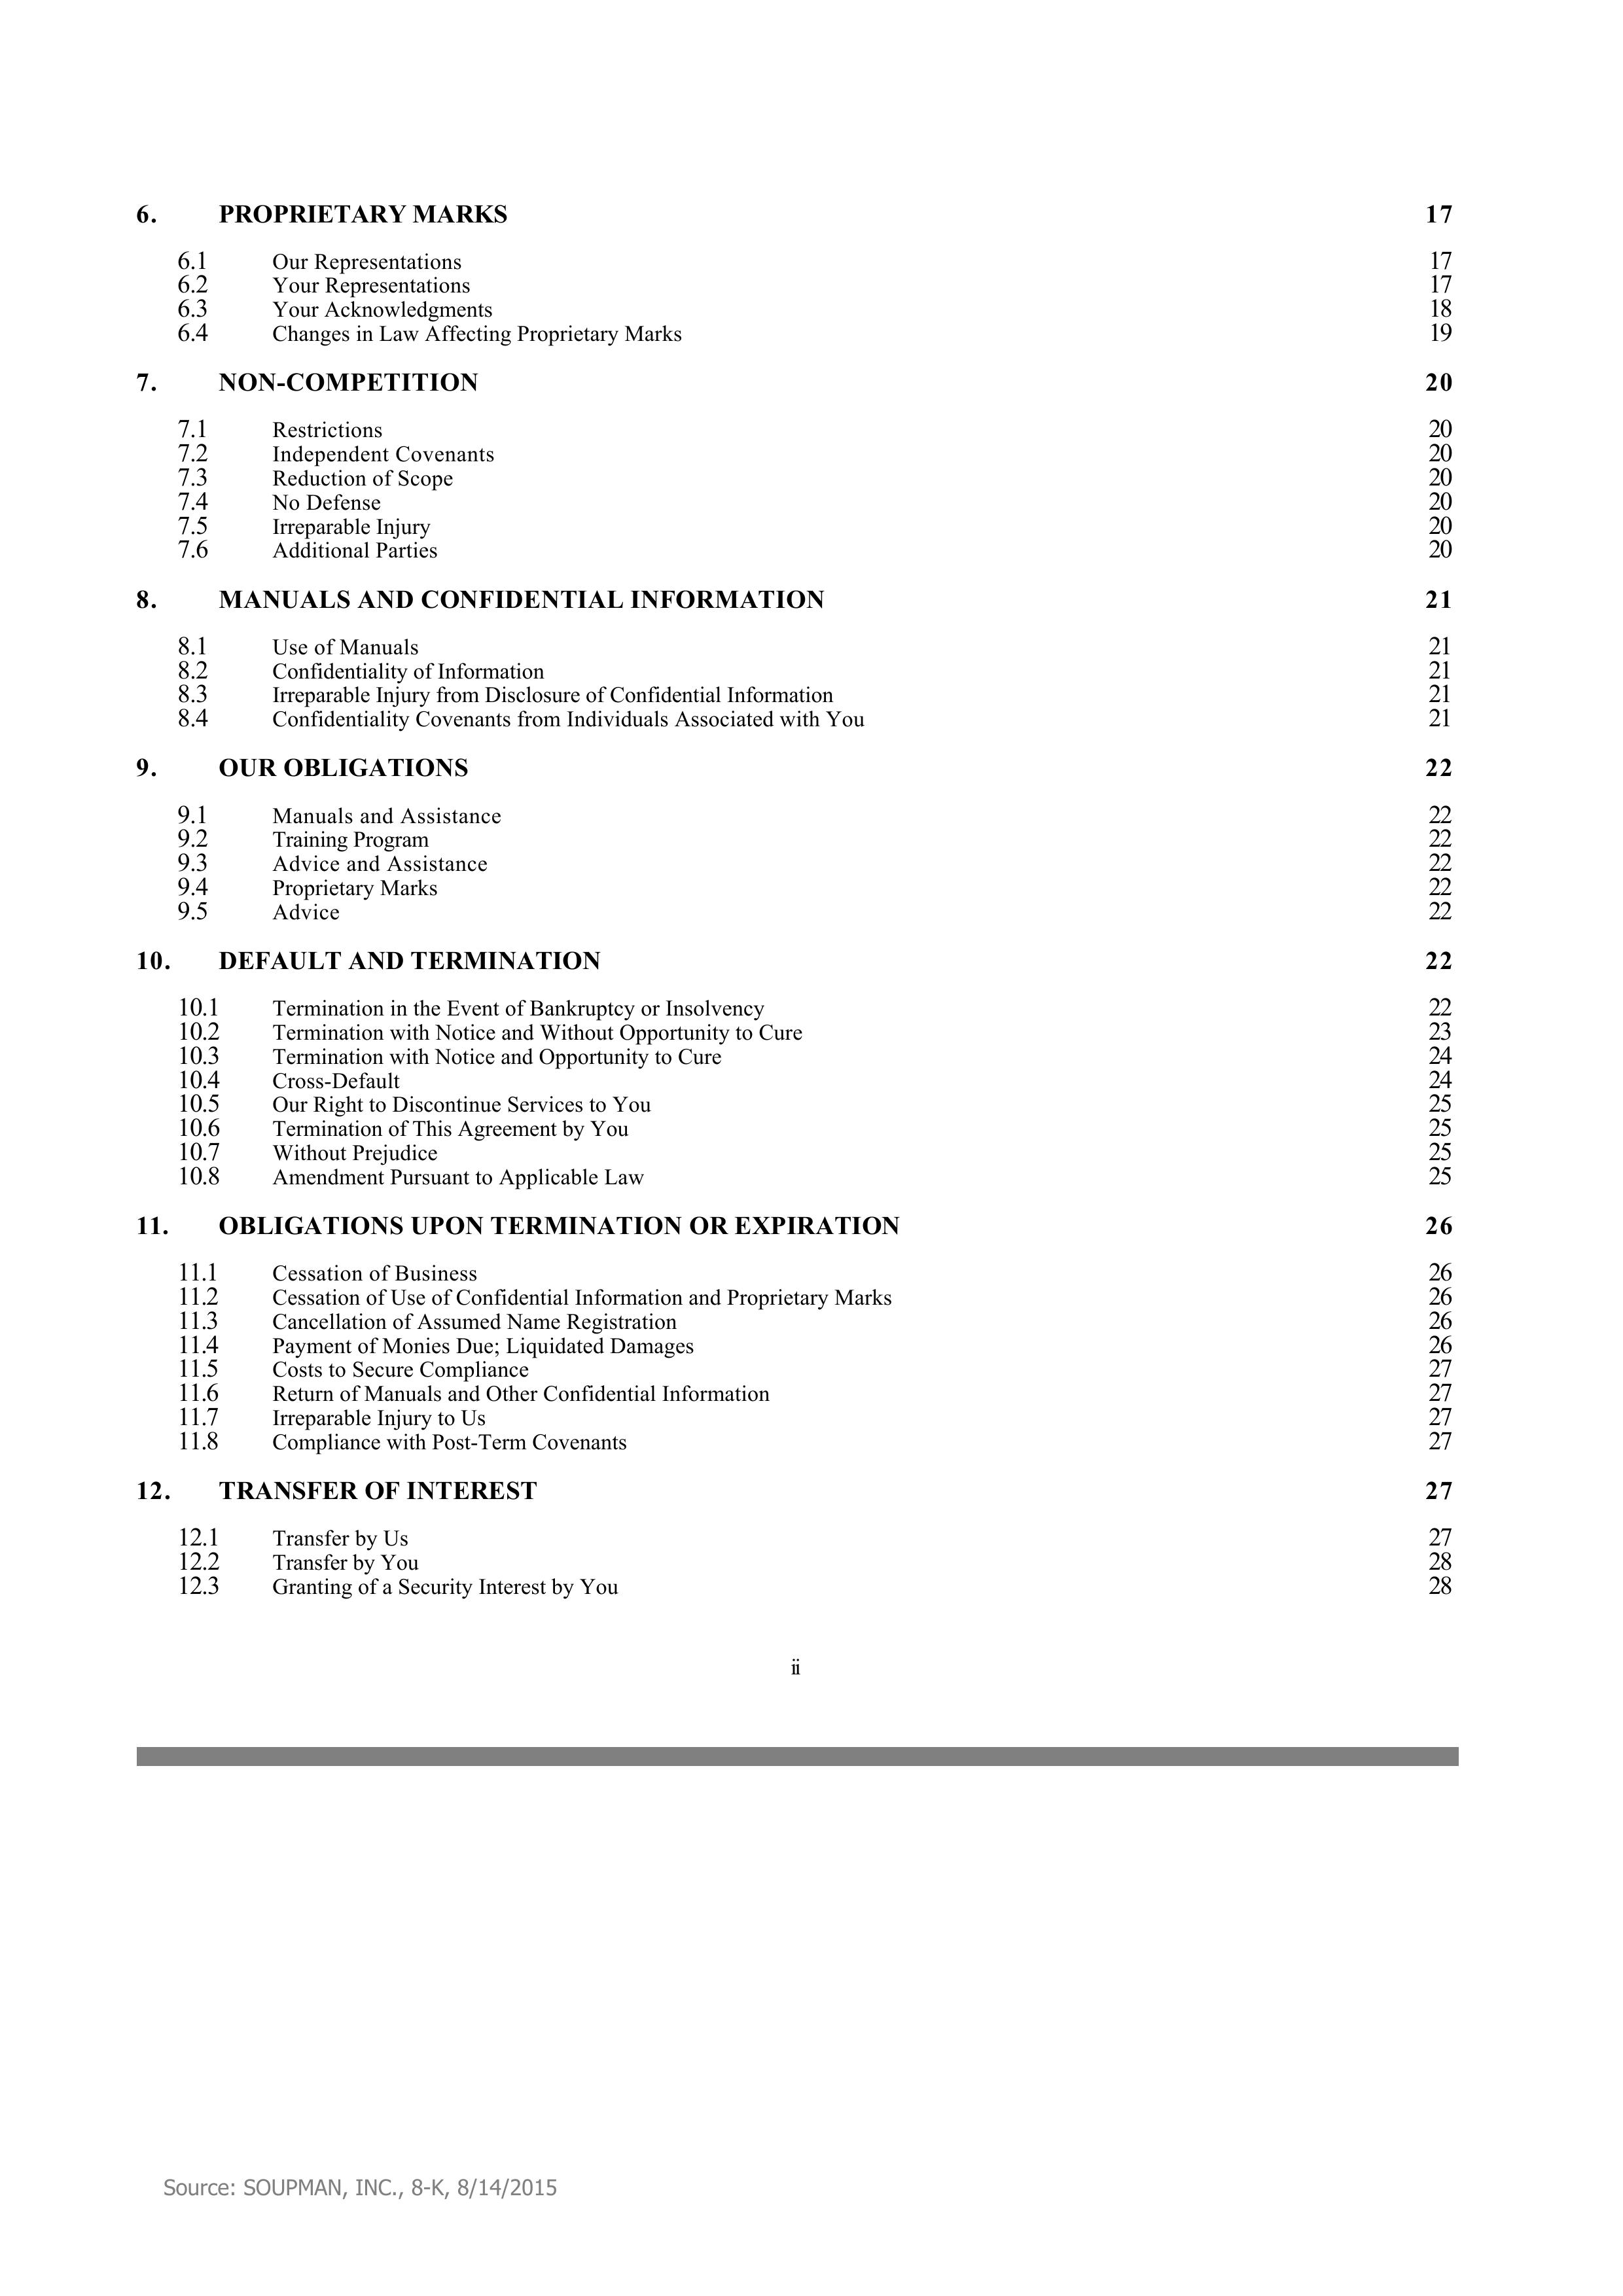 6. PROPRIETARY MARKS 17
6.1 Our Representations 17
6.2 Your Representations 17
6.3 Your Acknowledgments 18
6.4 Changes in Law Affecting Proprietary Marks 19
7. NON-COMPETITION 20
7.1 Restrictions 20
7.2 Independent Covenants 20
7.3 Reduction of Scope 20
7.4 No Defense 20
7.5 Irreparable Injury 20
7.6 Additional Parties 20
8. MANUALS AND CONFIDENTIAL INFORMATION 21
8.1 Use of Manuals 21
8.2 Confidentiality of Information 21
8.3 Irreparable Injury from Disclosure of Confidential Information 21
8.4 Confidentiality Covenants from Individuals Associated with You 21
9. OUR OBLIGATIONS 22
9.1 Manuals and Assistance 22
9.2 Training Program 22
9.3 Advice and Assistance 22
9.4 Proprietary Marks 22
9.5 Advice 22
10. DEFAULT AND TERMINATION 22
10.1 Termination in the Event of Bankruptcy or Insolvency 22
10.2 Termination with Notice and Without Opportunity to Cure 23
10.3 Termination with Notice and Opportunity to Cure 24
10.4 Cross-Default 24
10.5 Our Right to Discontinue Services to You 25
10.6 Termination of This Agreement by You 25
10.7 Without Prejudice 25
10.8 Amendment Pursuant to Applicable Law 25
11. OBLIGATIONS UPON TERMINATION OR EXPIRATION 26
11.1 Cessation of Business 26
11.2 Cessation of Use of Confidential Information and Proprietary Marks 26
11.3 Cancellation of Assumed Name Registration 26
11.4 Payment of Monies Due; Liquidated Damages 26
11.5 Costs to Secure Compliance 27
11.6 Return of Manuals and Other Confidential Information 27
11.7 Irreparable Injury to Us 27
11.8 Compliance with Post-Term Covenants 27
12. TRANSFER OF INTEREST 27
12.1 Transfer by Us 27
12.2 Transfer by You 28
12.3 Granting of a Security Interest by You 28
ii
Source: SOUPMAN, INC., 8-K, 8/14/2015